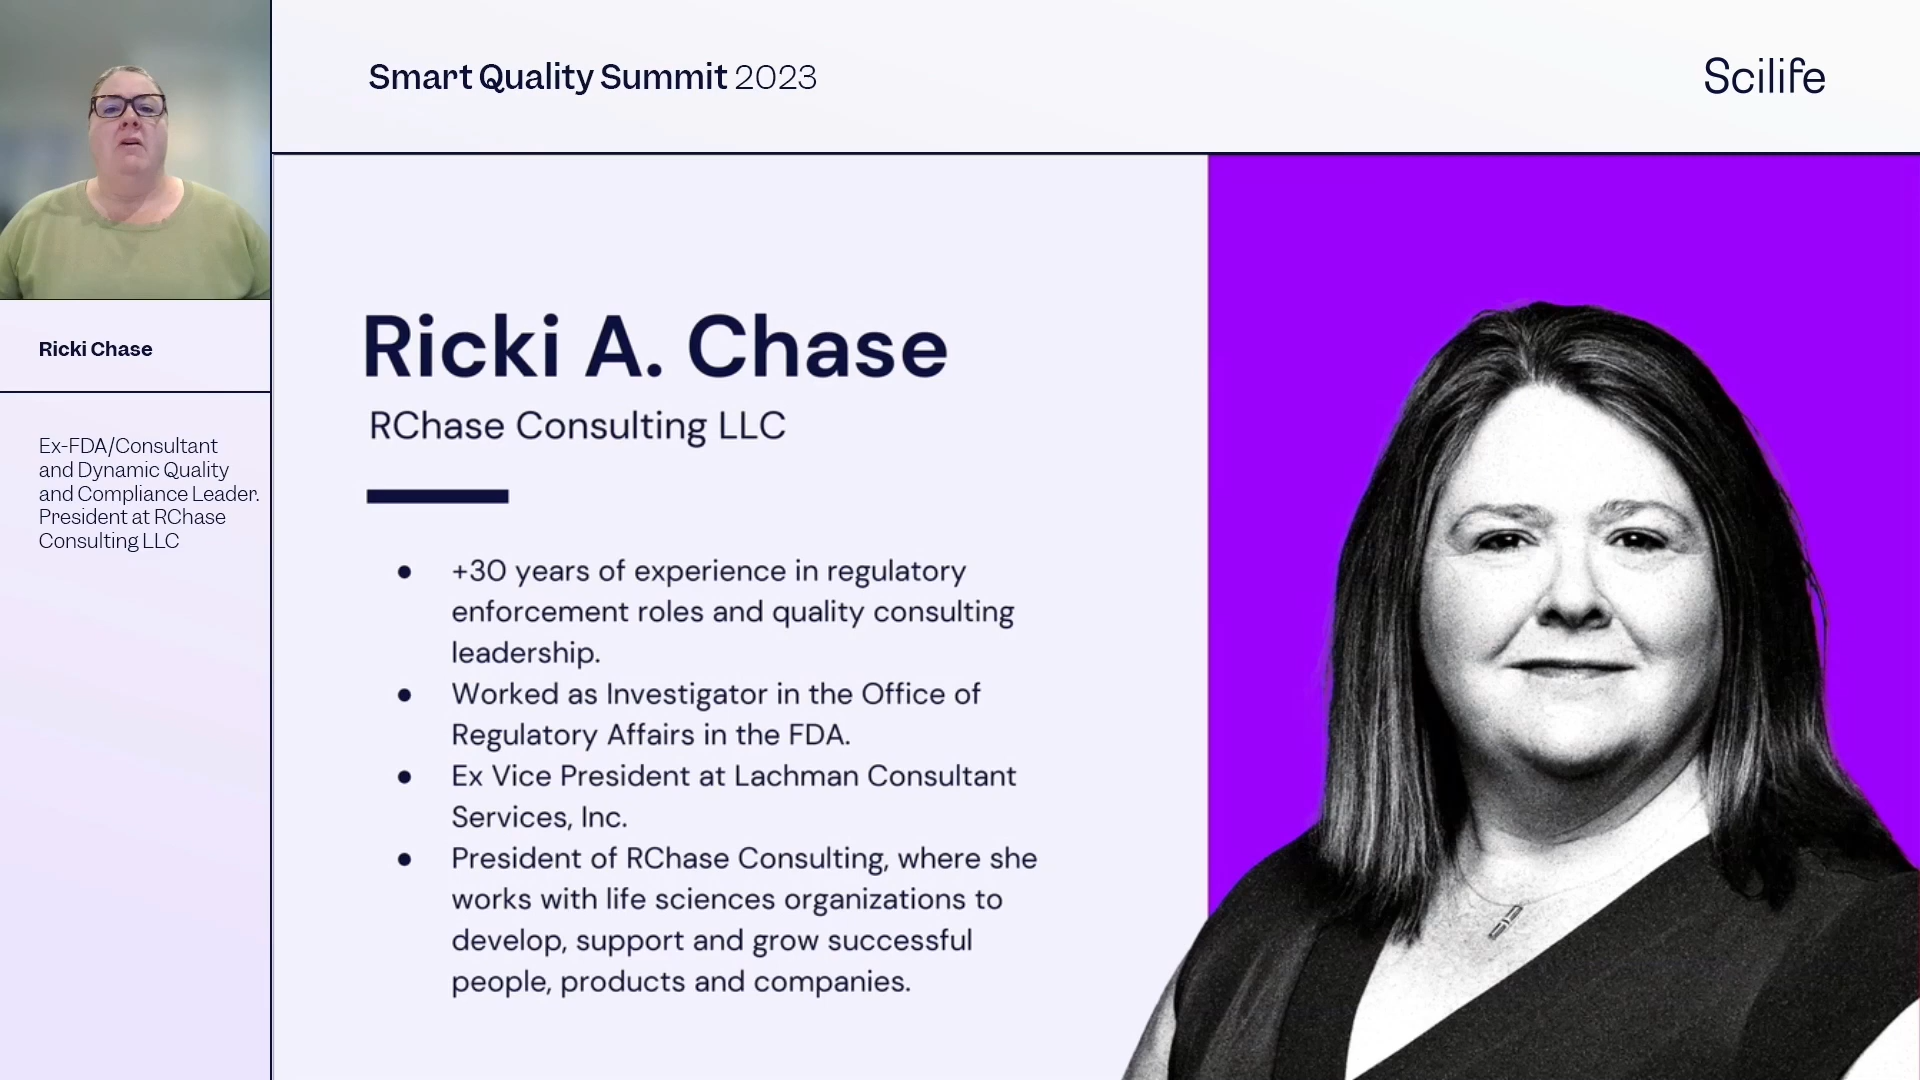 Smart Quality Summit 2023
Scilife
Ricki Chase
Ex-FDA/Consultant
and Dynamic Quality
and Compliance Leader.
President at RChase
Consulting LLC
Ricki A. Chase
RChase Consulting LLC
● +30 years of experience in regulatory
enforcement roles and quality consulting
leadership.
● Worked as Investigator in the Office of
Regulatory Affairs in the FDA.
● Ex Vice President at Lachman Consultant
Services, Inc.
● President of RChase Consulting, where she
works with life sciences organizations to
develop, support and grow successful
people, products and companies.